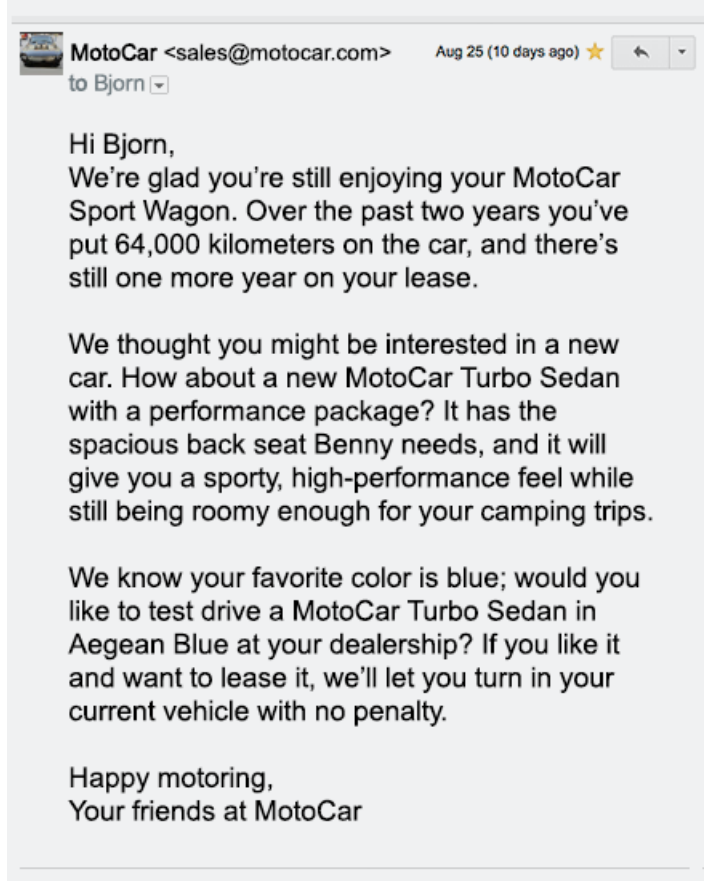 MotoCar <sales@motocar.com> Aug 25 (10 days ago)
to Bjorn
Hi Bjorn,
We’re glad you’re still enjoying your MotoCar
Sport Wagon. Over the past two years you’ve
put 64,000 kilometers on the car, and there’s
still one more year on your lease.
We thought you might be interested in a new
car. How about a new MotoCar Turbo Sedan
with a performance package? It has the
spacious back seat Benny needs, and it will
give you a sporty, high-performance feel while
still being roomy enough for your camping trips.
We know your favorite color is blue; would you
like to test drive a MotoCar Turbo Sedan in
Aegean Blue at your dealership? If you like it
and want to lease it, we’ll let you turn in your
current vehicle with no penalty.
Happy motoring,
Your friends at MotoCar